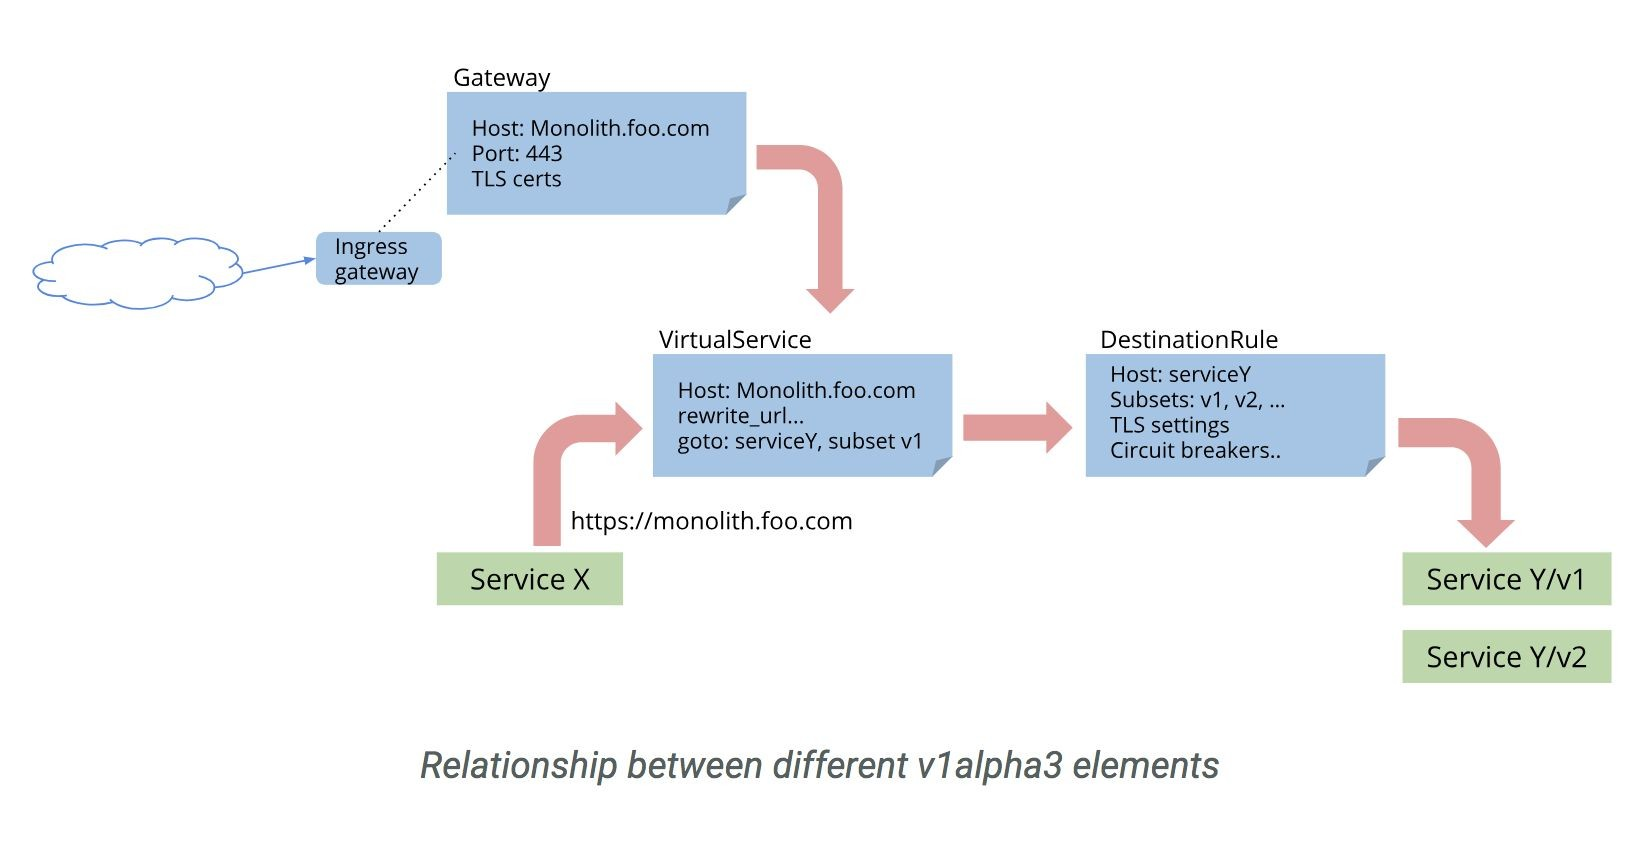 Gateway
Host: Monolith.foo.com
Port: 443
TLS certs
Ingress
gateway
VirtualService
Host: Monolith.foo.com
rewrite_url...
goto: serviceY, subset v1
DestinationRule
Host: serviceY
Subsets: v1, v2, ...
TLS settings
Circuit breakers..
https://monolith.foo.com
Service X
Service Y/v1
Service Y/v2
Relationship between different v1alpha3 elements